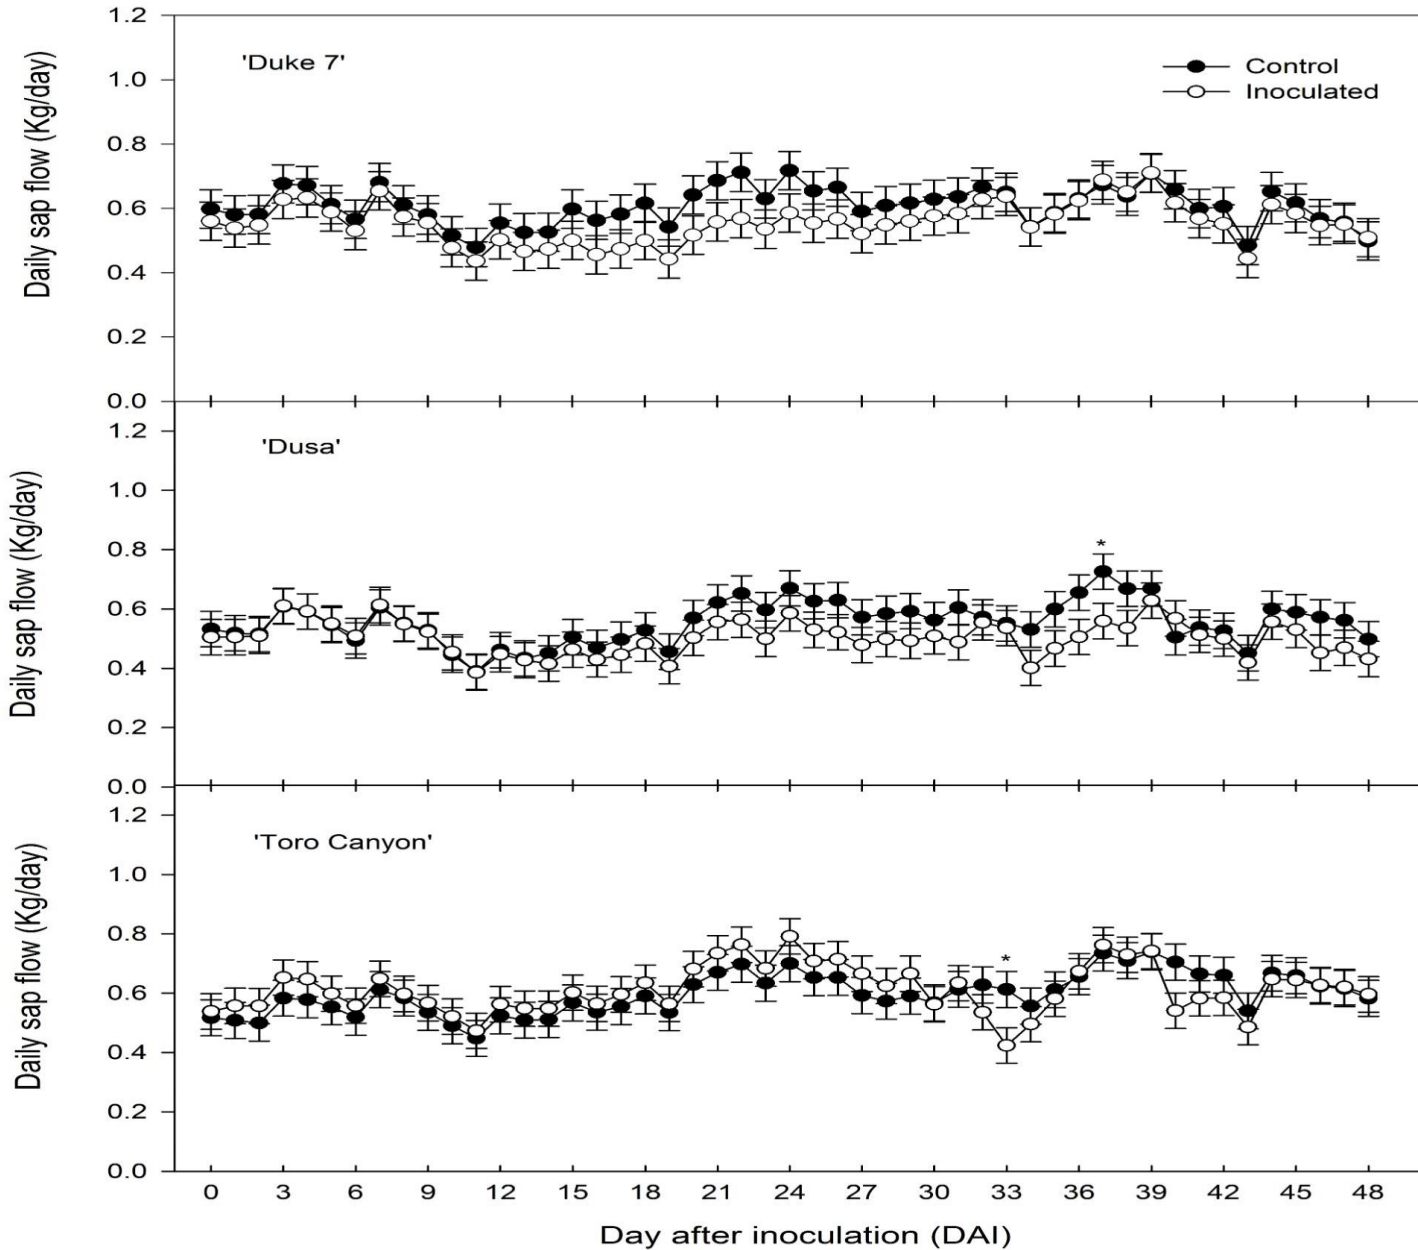 1.2
'Duke 7'
Control
1.0
Inoculated
0.8
0.6
0.4
0.2
0.0
Daily sap flow (Kg/day)
1.2
'Dusa'
1.0
0.8
*
0.6
0.4
0.2
0.0
Daily sap flow (Kg/day)
1.2
'Toro Canyon'
1.0
0.8
*
0.6
0.4
0.2
0.0
Daily sap flow (Kg/day)
0 3 6 9 12 15 18 21 24 27 30 33 36 39 42 45 48
Day after inoculation (DAI)